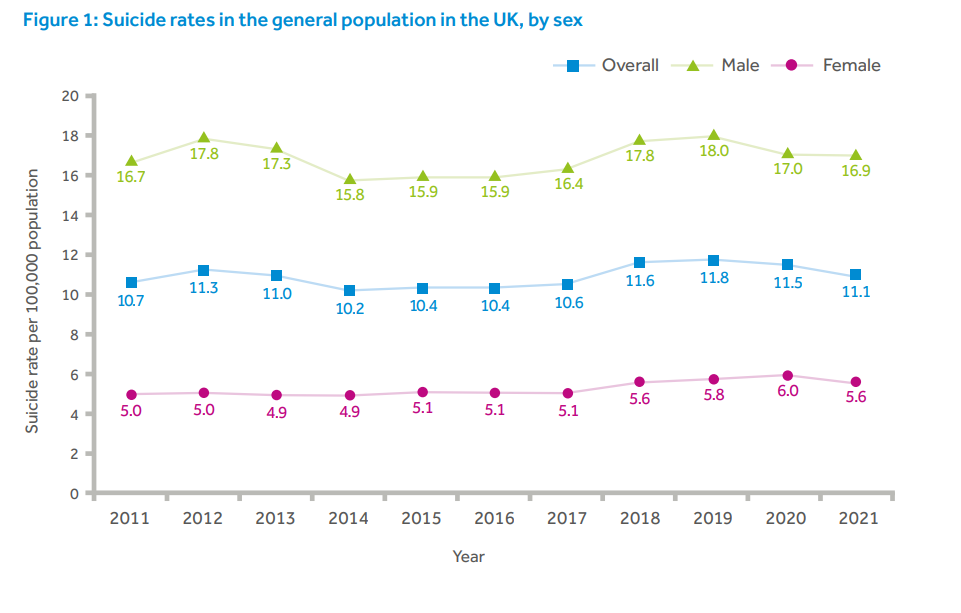 Figure 1: Suicide rates in the general population in the UK, by sex
Overall Male Female
Suicide rate per 100,000 population
20
18
16
14
12
10
8
6
4
2
0
16.7 17.8 17.3 15.8 15.9 15.9 16.4 17.8 18.0 17.0 16.9
10.7 11.3 11.0 10.2 10.4 10.4 10.6 11.6 11.8 11.5 11.1
5.0 5.0 4.9 4.9 5.1 5.1 5.1 5.6 5.8 6.0 5.6
2011 2012 2013 2014 2015 2016 2017 2018 2019 2020 2021
Year